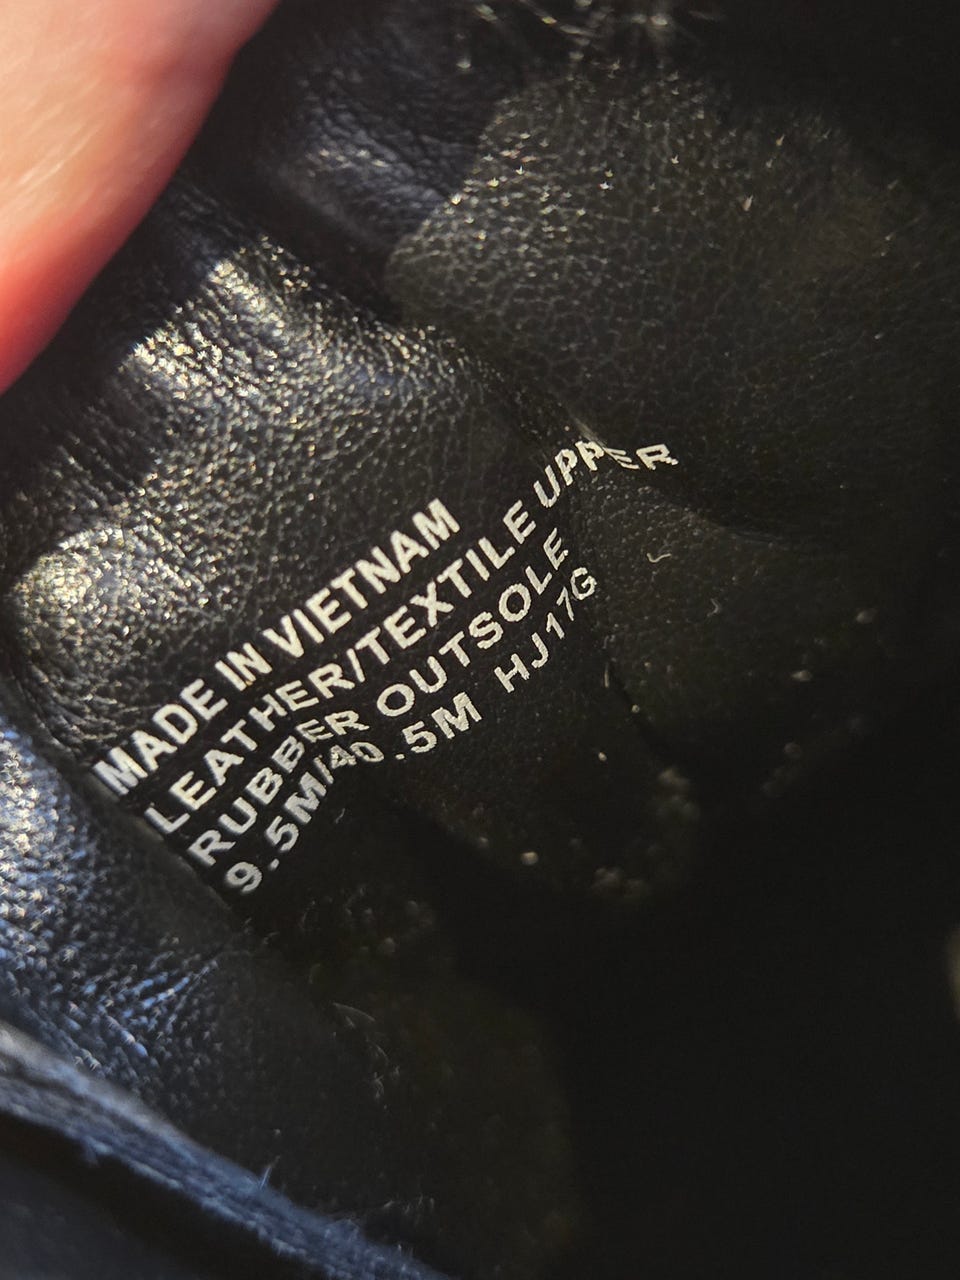 MADE IN VIETNAM
LEATHER/TEXTILE UPPER
RUBBER OUTSOLE
9.5M/40.5M HJ17G